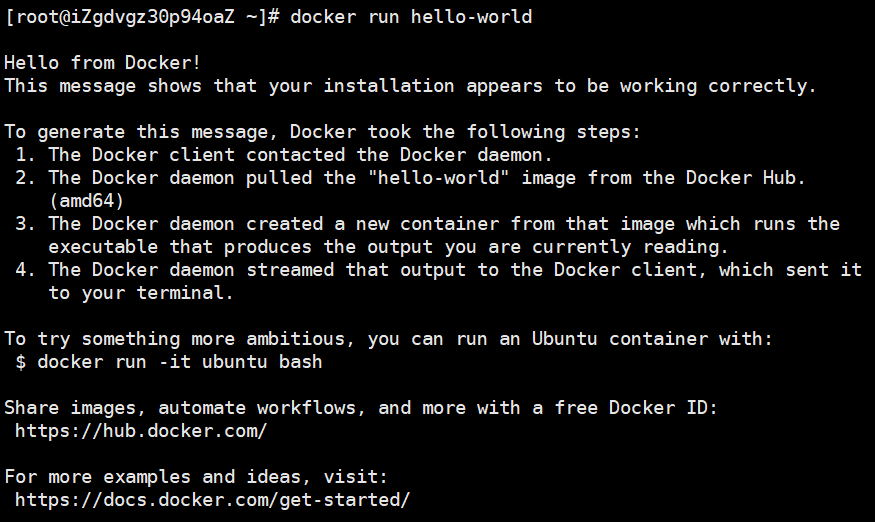 [root@iZgdvgz30p94oaZ ~]# docker run hello-world
Hello from Docker!
This message shows that your installation appears to be working correctly.
To generate this message, Docker took the following steps:
1. The Docker client contacted the Docker daemon.
2. The Docker daemon pulled the "hello-world" image from the Docker Hub.
(amd64)
3. The Docker daemon created a new container from that image which runs the
executable that produces the output you are currently reading.
4. The Docker daemon streamed that output to the Docker client, which sent it
to your terminal.
To try something more ambitious, you can run an Ubuntu container with:
$ docker run -it ubuntu bash
Share images, automate workflows, and more with a free Docker ID:
https://hub.docker.com/
For more examples and ideas, visit:
https://docs.docker.com/get-started/